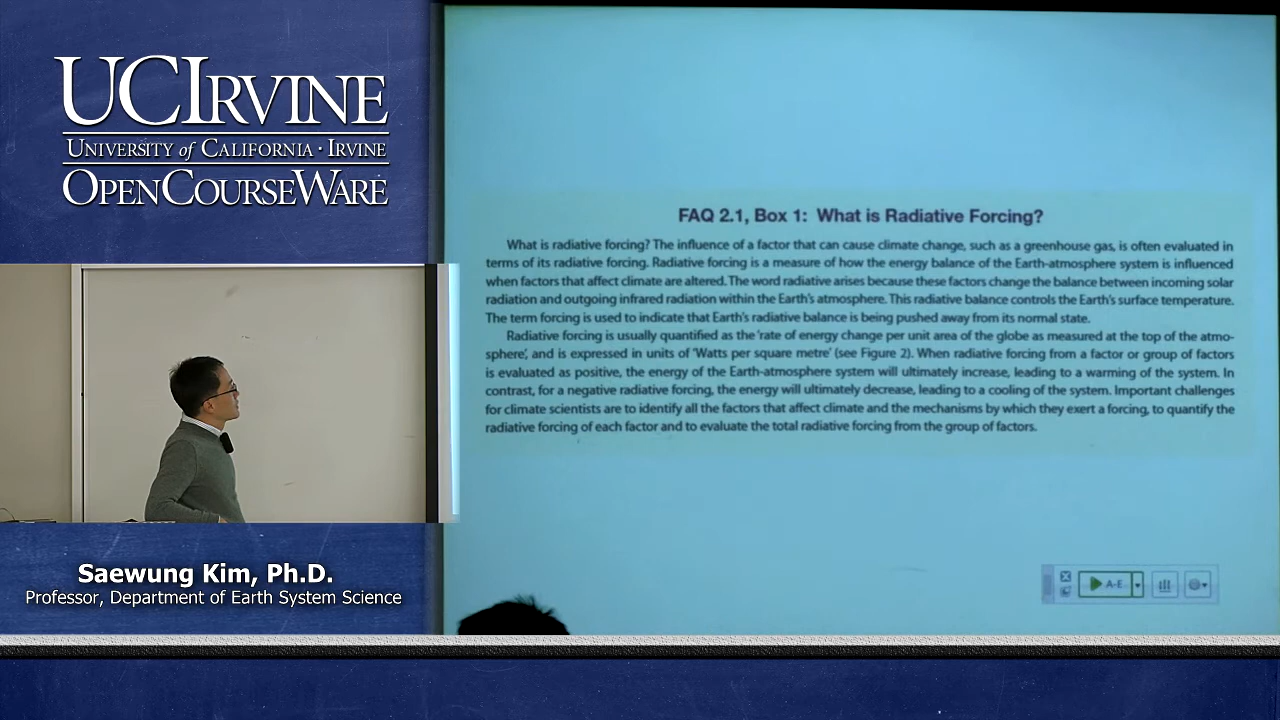 UCIRVINE
UNIVERSITY of CALIFORNIA · IRVINE
OPENCOURSEWARE
FAQ 2.1, Box 1: What is Radiative Forcing?
What is radiative forcing? The influence of a factor that can cause climate change, such as a greenhouse gas, is often evaluated in
terms of its radiative forcing. Radiative forcing is a measure of how the energy balance of the Earth-atmosphere system is influenced
when factors that affect climate are altered. The word radiative arises because these factors change the balance between incoming solar
radiation and outgoing infrared radiation within the Earth's atmosphere. This radiative balance controls the Earth's surface temperature.
The term forcing is used to indicate that Earth's radiative balance is being pushed away from its normal state.
Radiative forcing is usually quantified as the 'rate of energy change per unit area of the globe as measured at the top of the atmo-
sphere', and is expressed in units of 'Watts per square metre' (see Figure 2). When radiative forcing from a factor or group of factors
is evaluated as positive, the energy of the Earth-atmosphere system will ultimately increase, leading to a warming of the system. In
contrast, for a negative radiative forcing, the energy will ultimately decrease, leading to a cooling of the system. Important challenges
for climate scientists are to identify all the factors that affect climate and the mechanisms by which they exert a forcing, to quantify the
radiative forcing of each factor and to evaluate the total radiative forcing from the group of factors.
A-E
Saewung Kim, Ph.D.
Professor, Department of Earth System Science